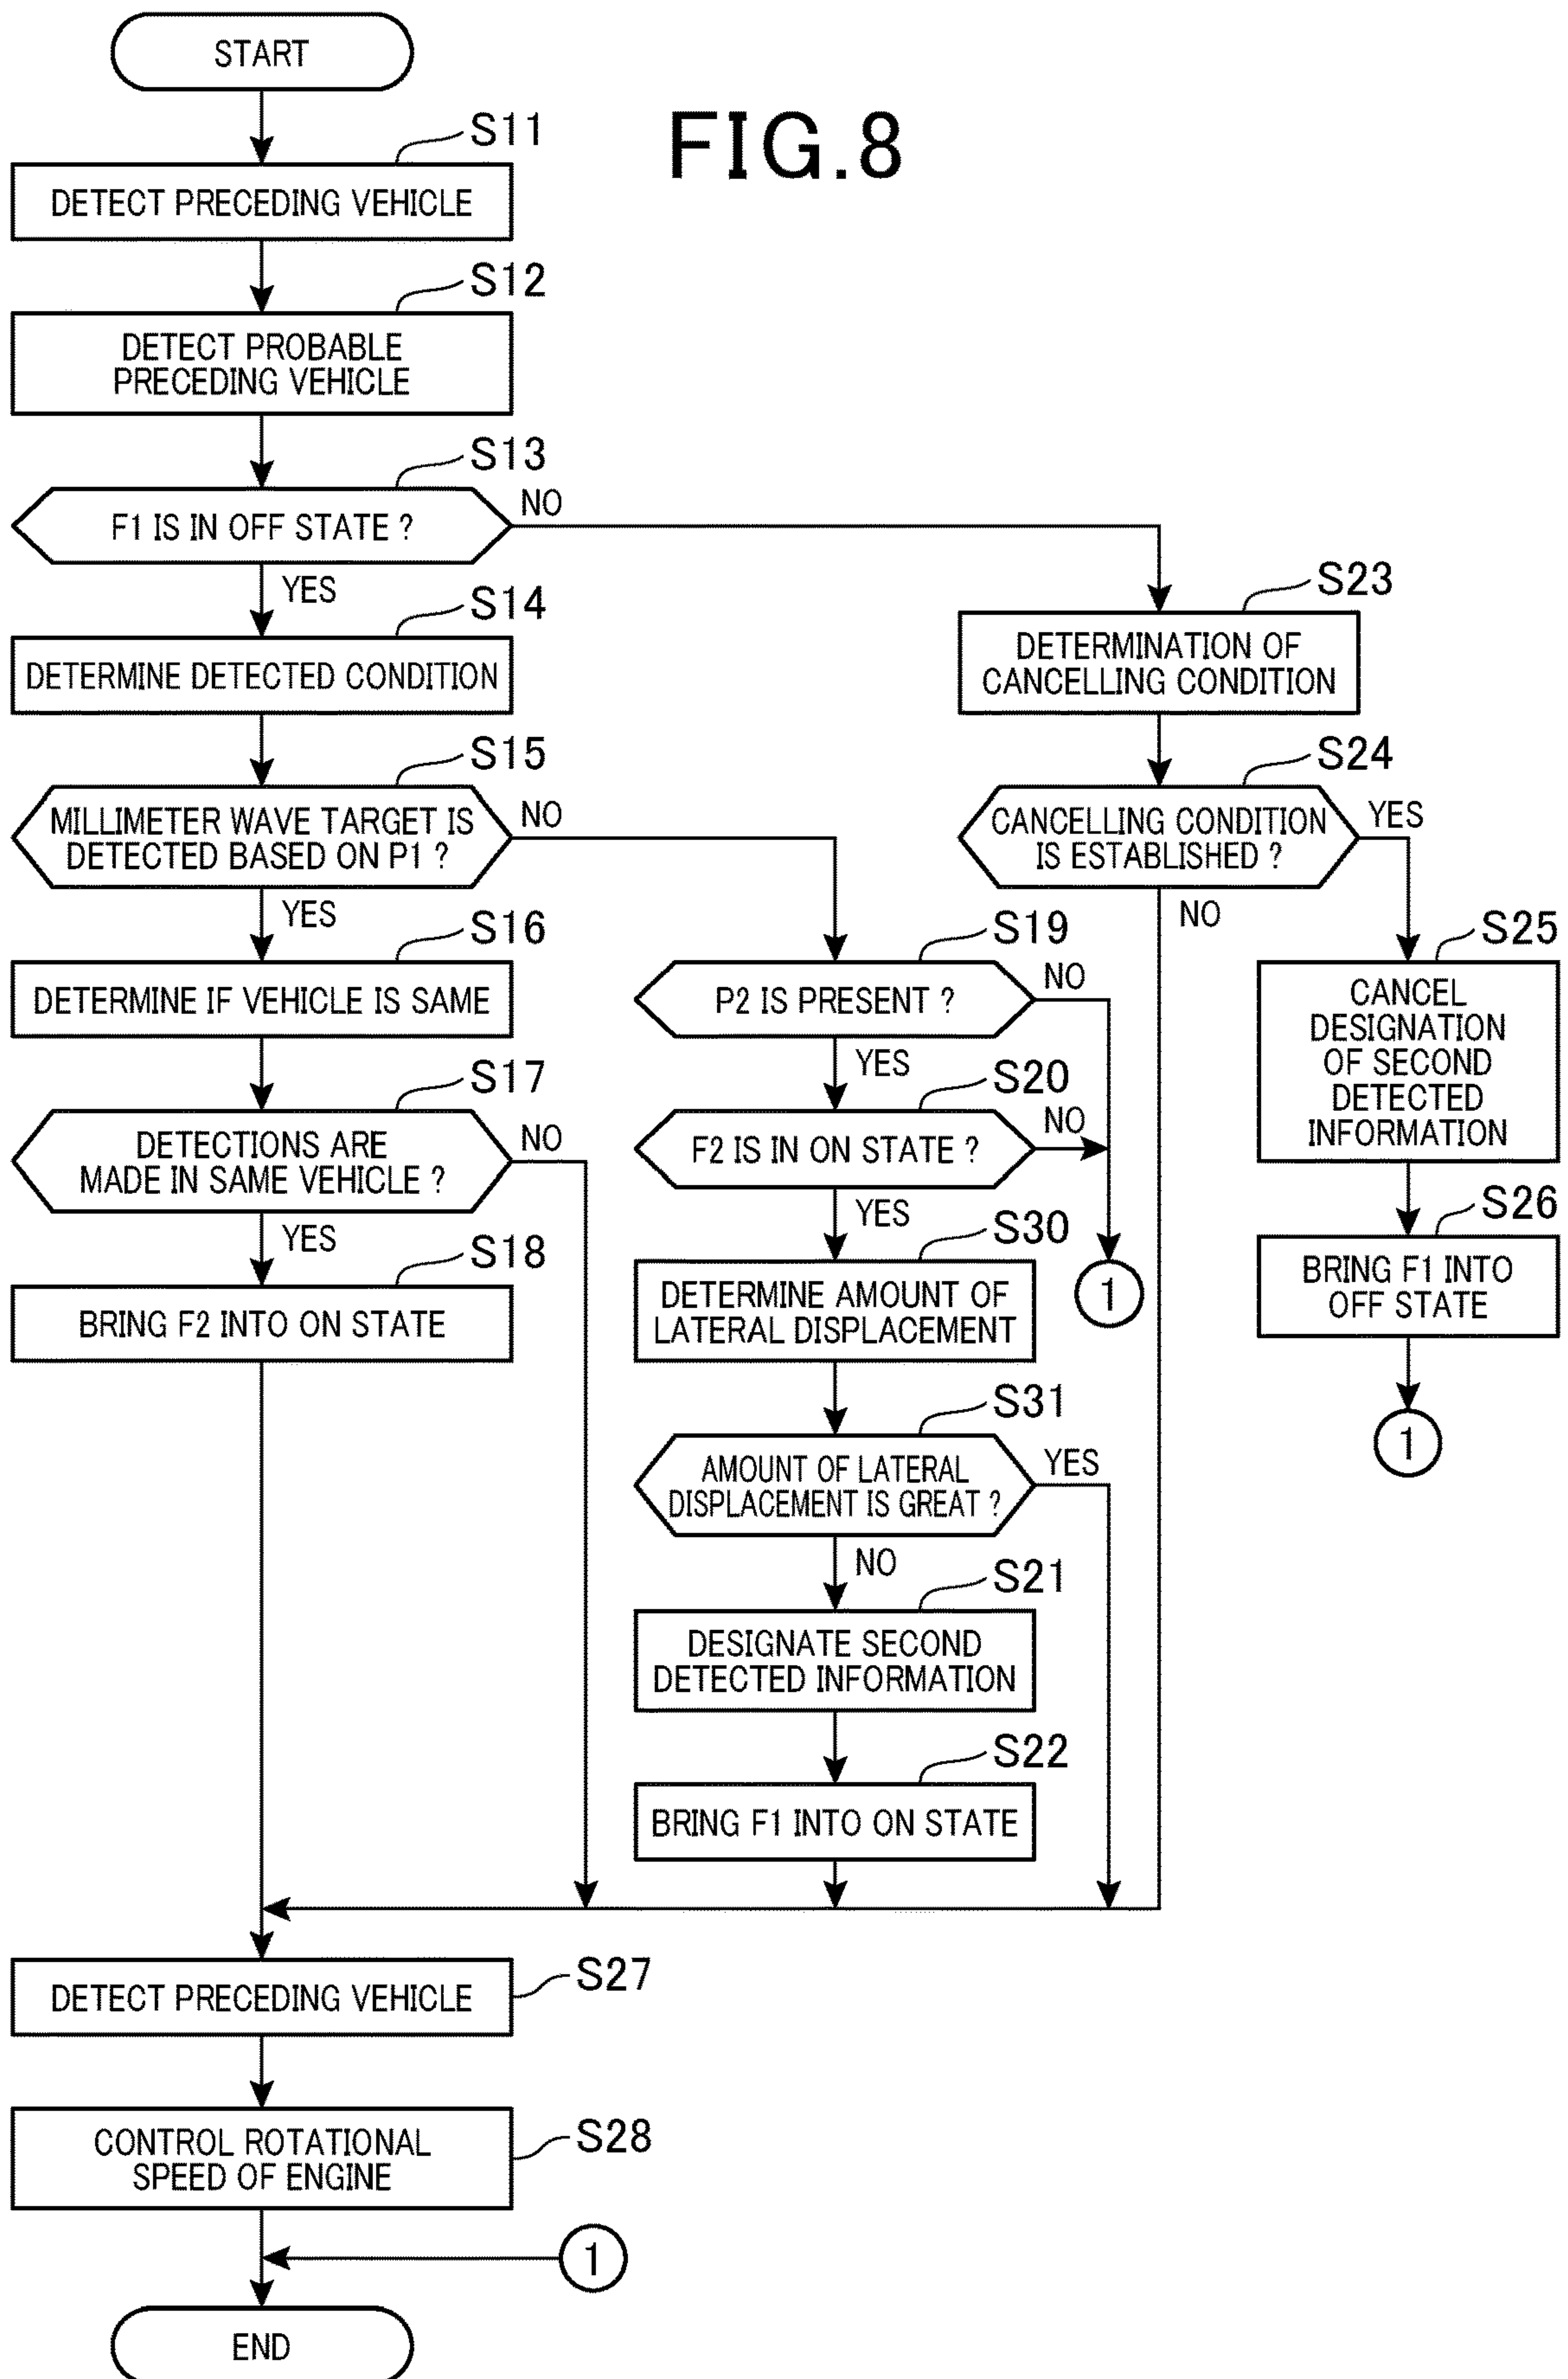 START
FIG.8
S11
DETECT PRECEDING VEHICLE
S12
DETECT PROBABLE
PRECEDING VEHICLE
S13
F1 IS IN OFF STATE ?
NO
YES
S14
DETERMINE DETECTED CONDITION
S15
MILLIMETER WAVE TARGET IS
DETECTED BASED ON P1 ?
NO
YES
S16
DETERMINE IF VEHICLE IS SAME
S17
DETECTIONS ARE
MADE IN SAME VEHICLE ?
NO
YES
S18
BRING F2 INTO ON STATE
S19
P2 IS PRESENT ?
NO
YES
S20
F2 IS IN ON STATE ?
NO
YES
S30
DETERMINE AMOUNT OF
LATERAL DISPLACEMENT
1
S31
AMOUNT OF LATERAL
DISPLACEMENT IS GREAT ?
YES
NO
S21
DESIGNATE SECOND
DETECTED INFORMATION
S22
BRING F1 INTO ON STATE
S23
DETERMINATION OF
CANCELLING CONDITION
S24
CANCELLING CONDITION
IS ESTABLISHED ?
YES
NO
S25
CANCEL
DESIGNATION
OF SECOND
DETECTED
INFORMATION
S26
BRING F1 INTO
OFF STATE
1
S27
DETECT PRECEDING VEHICLE
S28
CONTROL ROTATIONAL
SPEED OF ENGINE
1
END